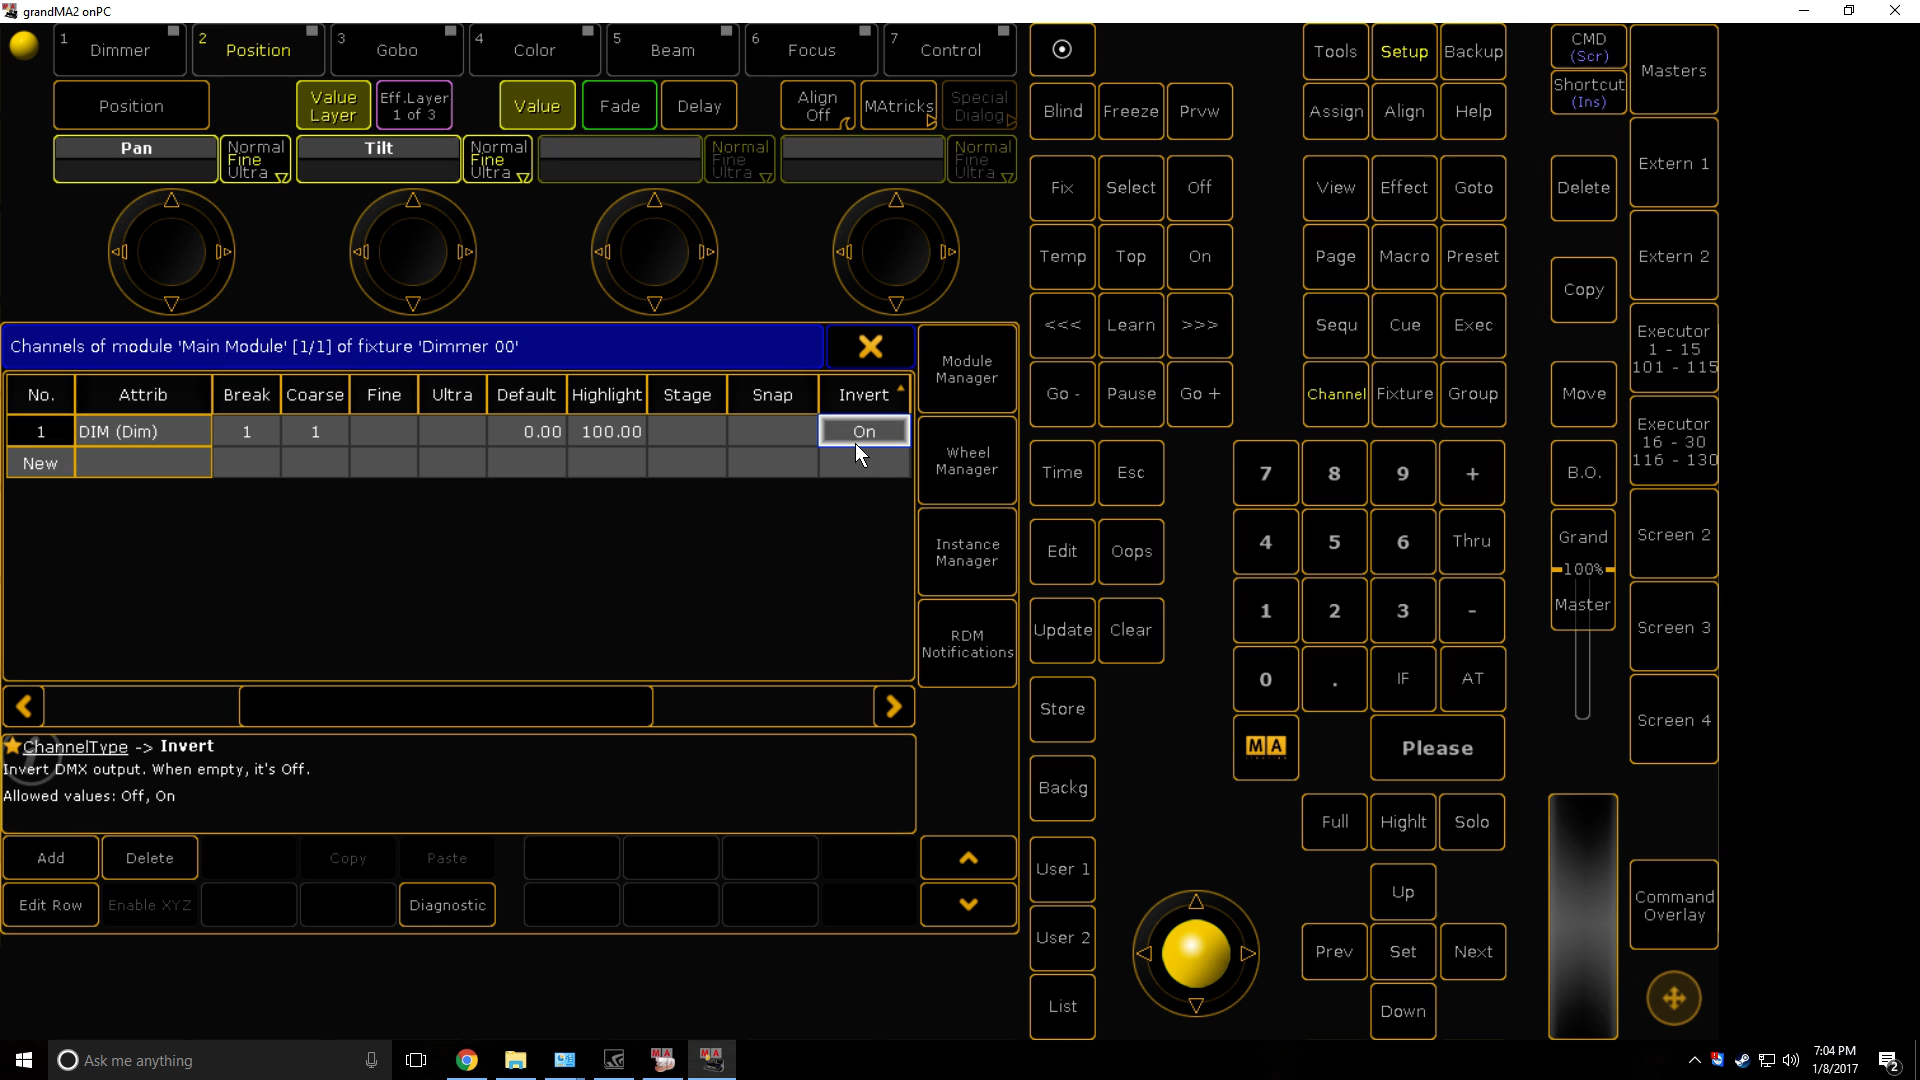 grandMA2 onPC
1 Dimmer
2 Position
3 Gobo
4 Color
5 Beam
6 Focus
7 Control
Position
Value Layer
Eff.Layer 1 of 3
Value
Fade
Delay
Align Off
MAtricks
Special Dialog
Pan
Normal
Fine
Ultra
Tilt
Normal
Fine
Ultra
Normal
Fine
Ultra
Normal
Fine
Ultra
Channels of module 'Main Module' [1/1] of fixture 'Dimmer 00'
No. Attrib Break Coarse Fine Ultra Default Highlight Stage Snap Invert
1 DIM (Dim) 1 1 0.00 100.00 On
New
Module Manager
Wheel Manager
Instance Manager
RDM Notifications
ChannelType -> Invert
Invert DMX output. When empty, it's Off.
Allowed values: Off, On
Add Delete Copy Paste
Edit Row Enable XYZ Diagnostic
Blind Freeze Prvw
Fix Select Off
Temp Top On
<<< Learn >>>
Go - Pause Go +
Time Esc
Edit Oops
Update Clear
Store
Backg
User 1
User 2
List
Tools Setup Backup
Assign Align Help
View Effect Goto
Page Macro Preset
Sequ Cue Exec
Channel Fixture Group
7 8 9 +
4 5 6 Thru
1 2 3 -
0 . IF AT
MA Please
Full Highlt Solo
Up
Prev Set Next
Down
CMD
(Scr)
Shortcut
(Ins)
Delete
Copy
Move
B.O.
Grand
100%
Master
Masters
Extern 1
Extern 2
Executor
1 - 15
101 - 115
Executor
16 - 30
116 - 130
Screen 2
Screen 3
Screen 4
Command Overlay
Ask me anything
7:04 PM
1/8/2017
2